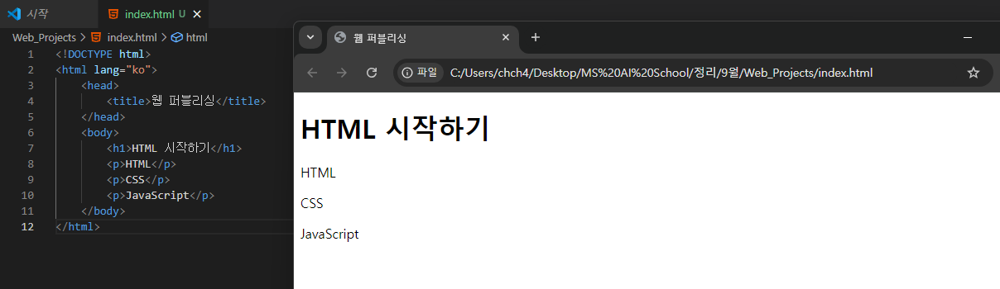 시작
index.html U
Web_Projects > index.html > html
1 <!DOCTYPE html>
2 <html lang="ko">
3 <head>
4 <title>웹 퍼블리싱</title>
5 </head>
6 <body>
7 <h1>HTML 시작하기</h1>
8 <p>HTML</p>
9 <p>CSS</p>
10 <p>JavaScript</p>
11 </body>
12 </html>
웹 퍼블리싱
파일 C:/Users/chch4/Desktop/MS%20AI%20School/정리/9월/Web_Projects/index.html
HTML 시작하기
HTML
CSS
JavaScript